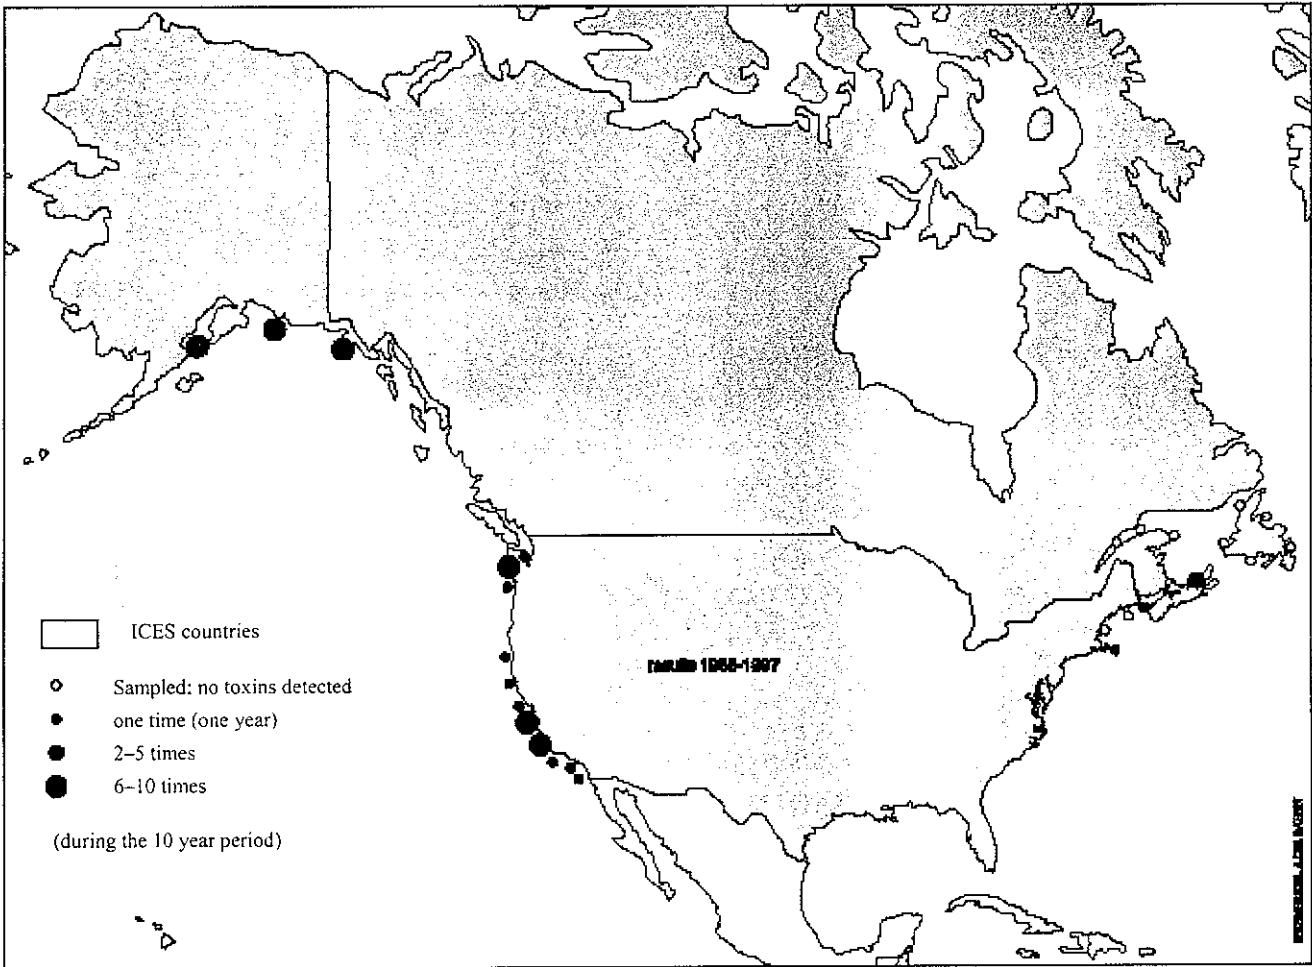 ICES countries
Sampled: no toxins detected
one time (one year)
2–5 times
6–10 times
(during the 10 year period)
results